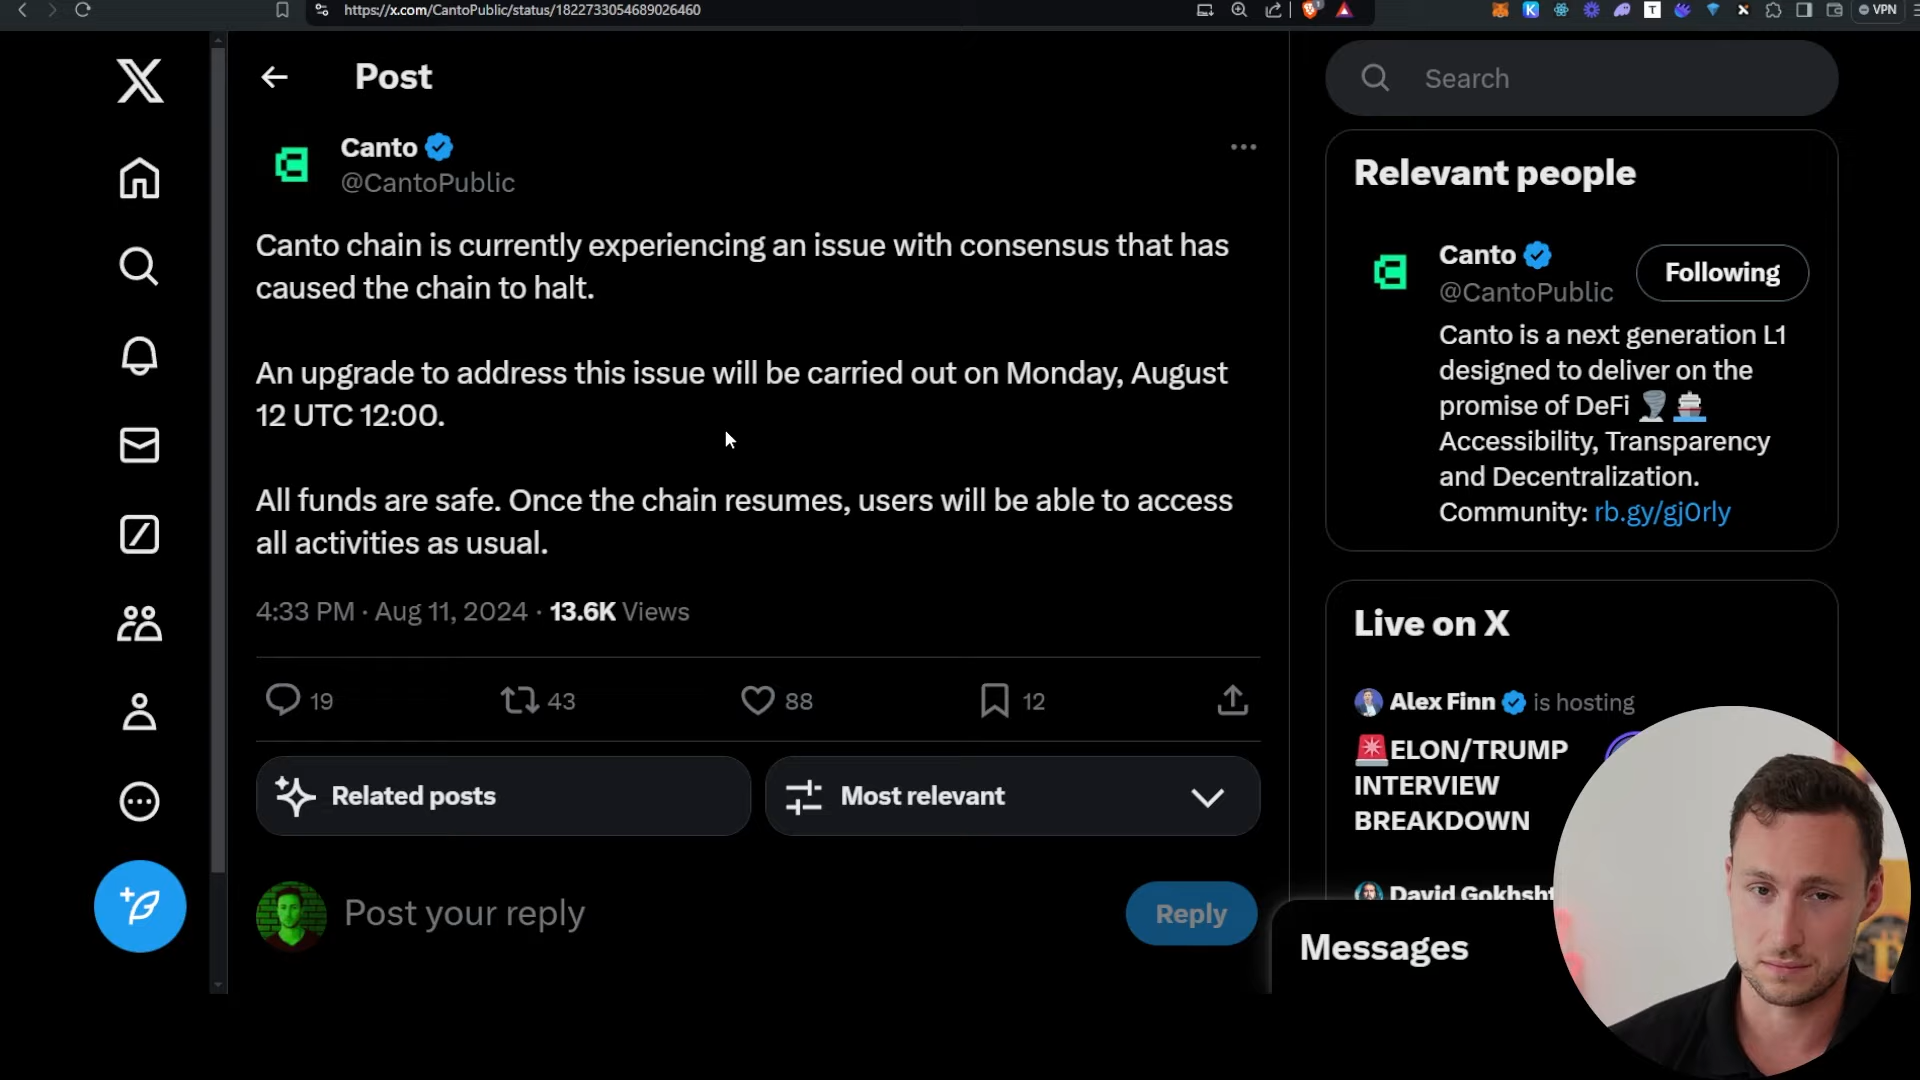 https://x.com/CantoPublic/status/1822733054689026460
VPN
Post
Search
Canto
@CantoPublic
Canto chain is currently experiencing an issue with consensus that has
caused the chain to halt.
An upgrade to address this issue will be carried out on Monday, August
12 UTC 12:00.
All funds are safe. Once the chain resumes, users will be able to access
all activities as usual.
4:33 PM · Aug 11, 2024 · 13.6K Views
19
43
88
12
Related posts
Most relevant
Post your reply
Reply
Relevant people
Canto
@CantoPublic
Following
Canto is a next generation L1
designed to deliver on the
promise of DeFi 🌪️🚢
Accessibility, Transparency
and Decentralization.
Community: rb.gy/gj0rly
Live on X
Alex Finn is hosting
🚨ELON/TRUMP
INTERVIEW
BREAKDOWN
David Gokhsht
Messages